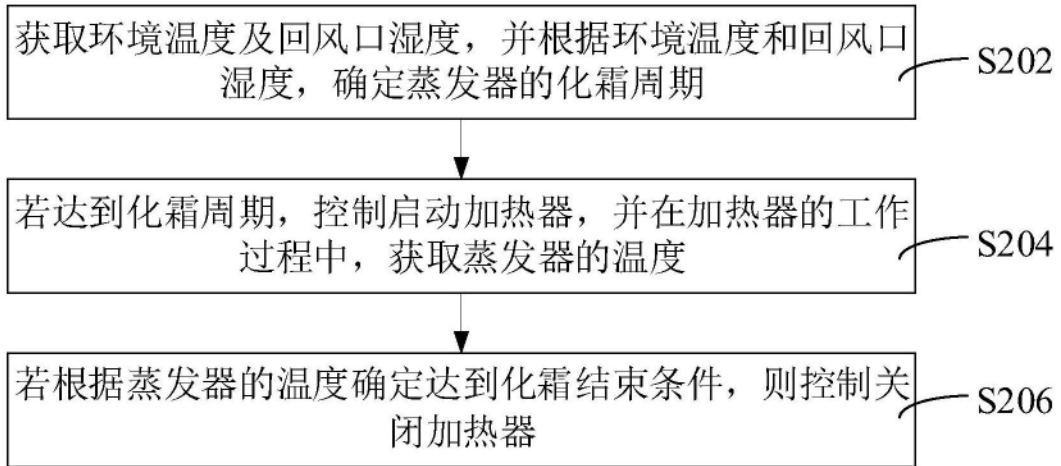 获取环境温度及回风口湿度，并根据环境温度和回风口
湿度，确定蒸发器的化霜周期
S202
若达到化霜周期，控制启动加热器，并在加热器的工作
过程中，获取蒸发器的温度
S204
若根据蒸发器的温度确定达到化霜结束条件，则控制关
闭加热器
S206